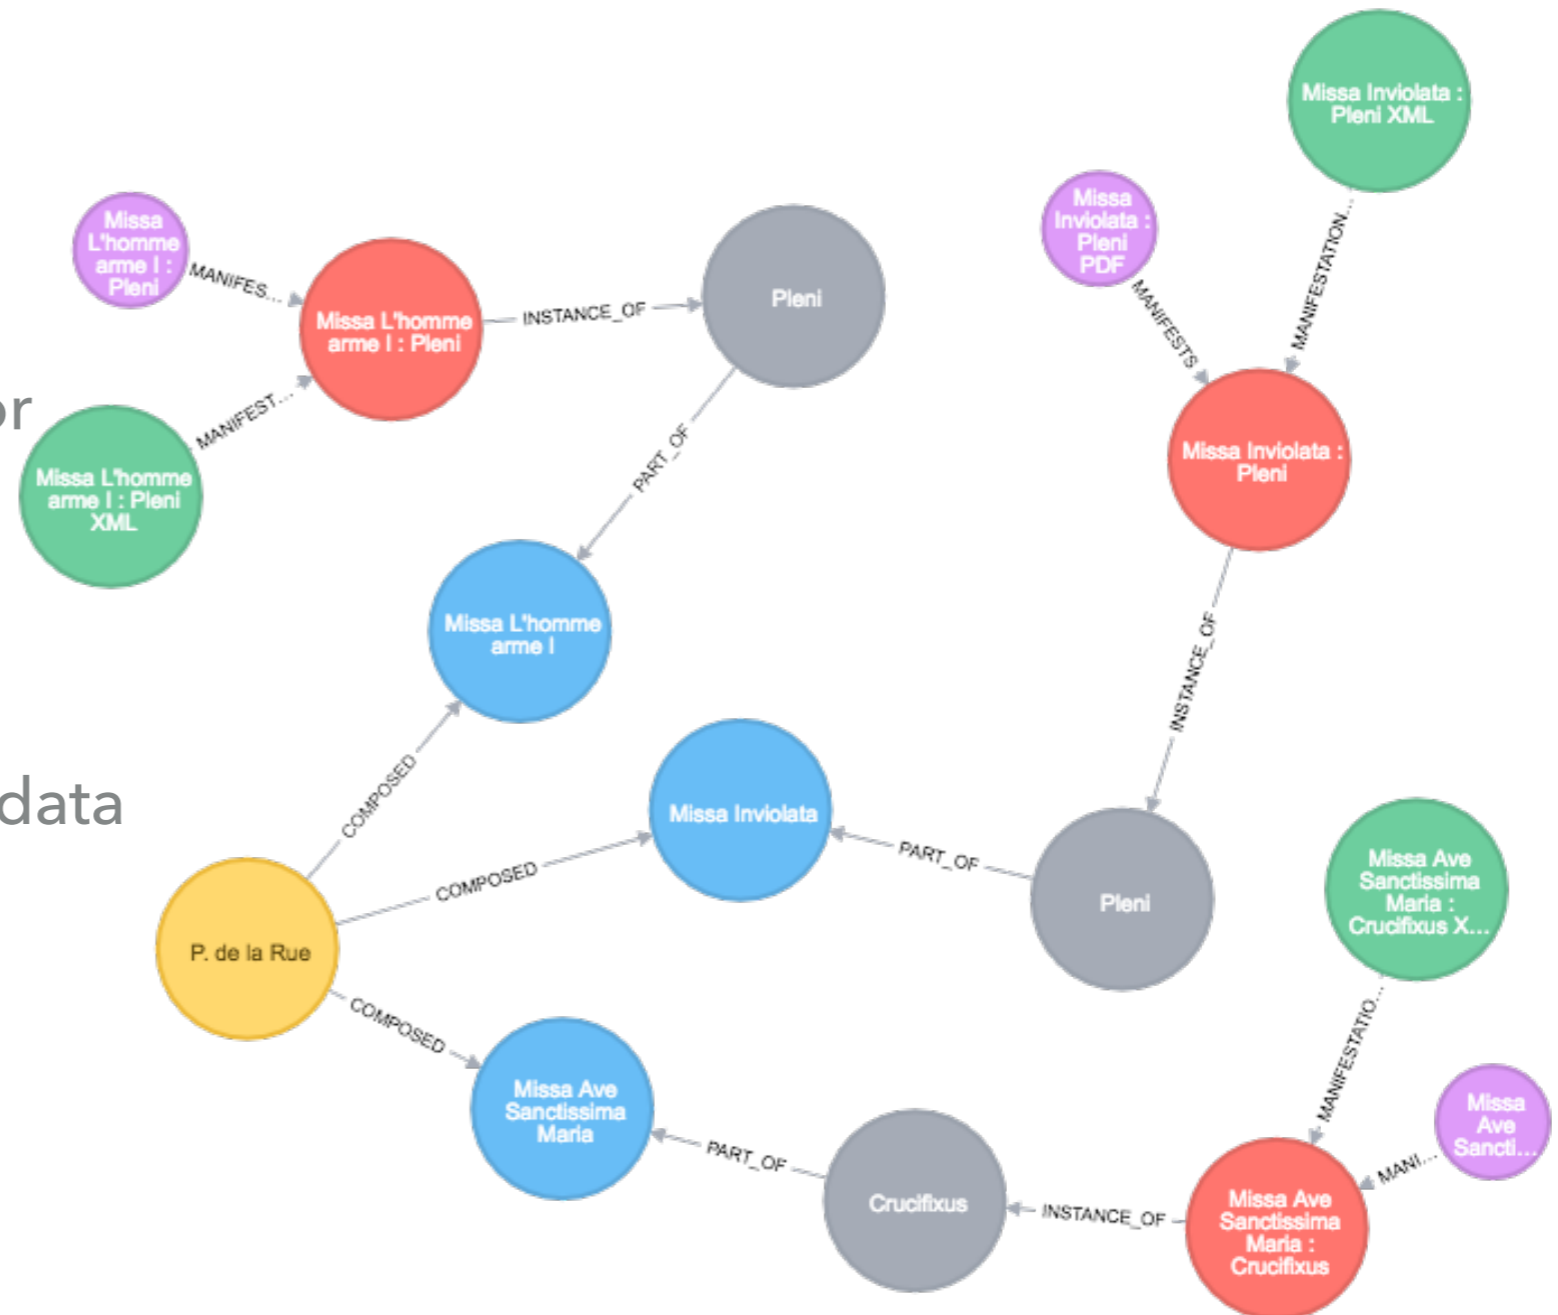 Missa Inviolata :
Pleni XML
Missa
Inviolata :
Pleni
PDF
MANIFESTATION...
MANIFESTS
Missa
L'homme
arme I :
Pleni
MANIFES...
Missa L'homme
arme I : Pleni
INSTANCE_OF
Pleni
or
MANIFEST...
Missa L'homme
arme I : Pleni
XML
PART_OF
Missa Inviolata :
Pleni
Missa L'homme
arme I
INSTANCE_OF
COMPOSED
data
Missa Inviolata
PART_OF
Pleni
COMPOSED
P. de la Rue
COMPOSED
Missa Ave
Sanctissima
Maria :
Crucifixus X...
MANIFESTATIO...
Missa Ave
Sanctissima
Maria
PART_OF
Crucifixus
INSTANCE_OF
Missa Ave
Sanctissima
Maria :
Crucifixus
MANI...
Missa
Ave
Sancti...